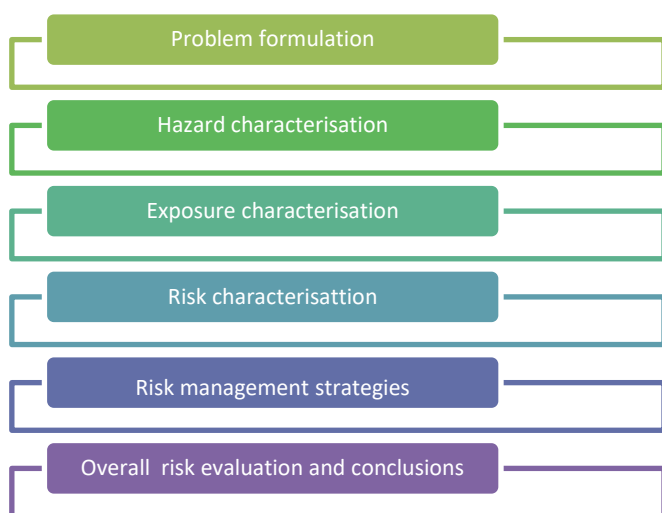 Problem formulation
Hazard characterisation
Exposure characterisation
Risk characterisattion
Risk management strategies
Overall  risk evaluation and conclusions